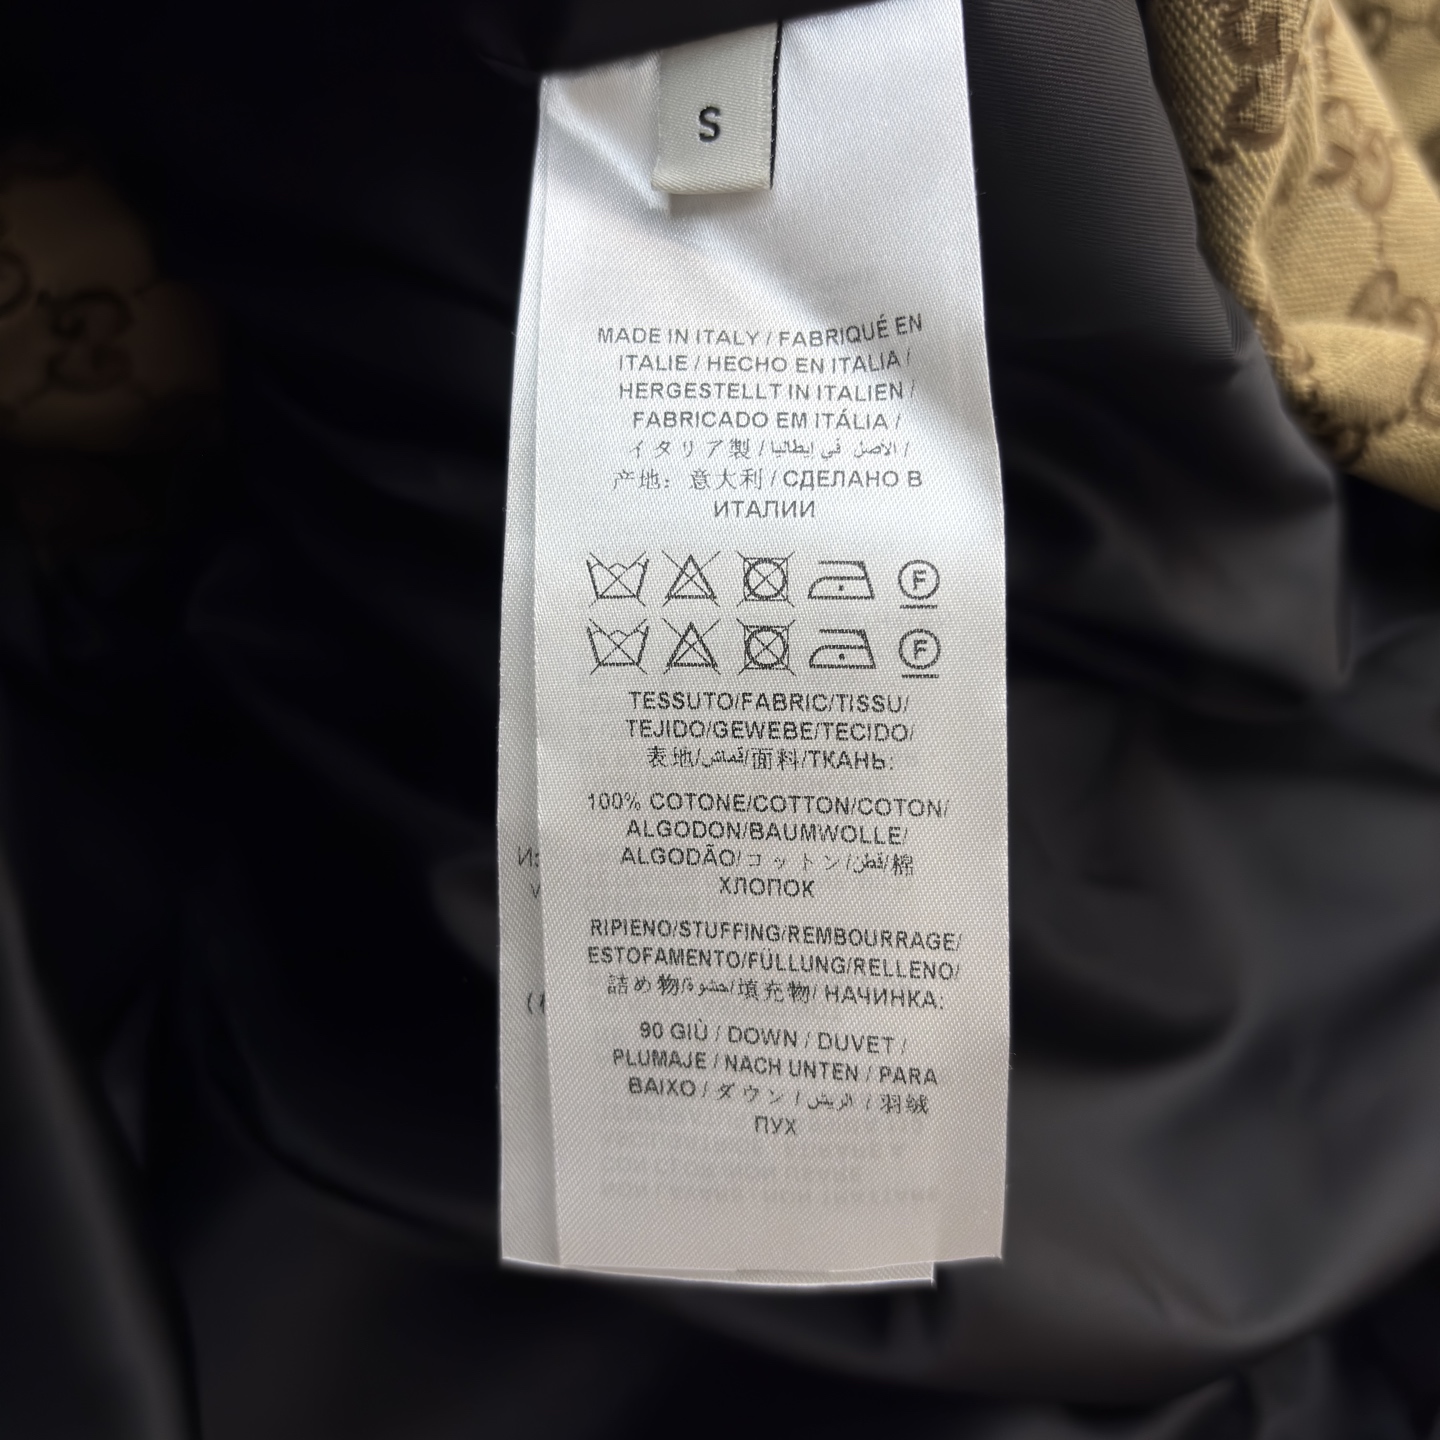 S
MADE IN ITALY / FABRIQUÉ EN
ITALIE / HECHO EN ITALIA /
HERGESTELLT IN ITALIEN /
FABRICADO EM ITÁLIA /
イタリア製 / الاصل في إيطاليا /
产地：意大利 / СДЕЛАНО В
ИТАЛИИ
F
F
TESSUTO/FABRIC/TISSU/
TEJIDO/GEWEBE/TECIDO/
表地/قماش/面料/ТКАНЬ:
100% COTONE/COTTON/COTON/
ALGODON/BAUMWOLLE/
ALGODÃO/コットン/قطن/棉
ХЛОПОК
RIPIENO/STUFFING/REMBOURRAGE/
ESTOFAMENTO/FÜLLUNG/RELLENO/
詰め物/حشوة/填充物/ НАЧИНКА:
90 GIÙ / DOWN / DUVET /
PLUMAJE / NACH UNTEN / PARA
BAIXO / ダウン / الريش / 羽绒
ПУХ